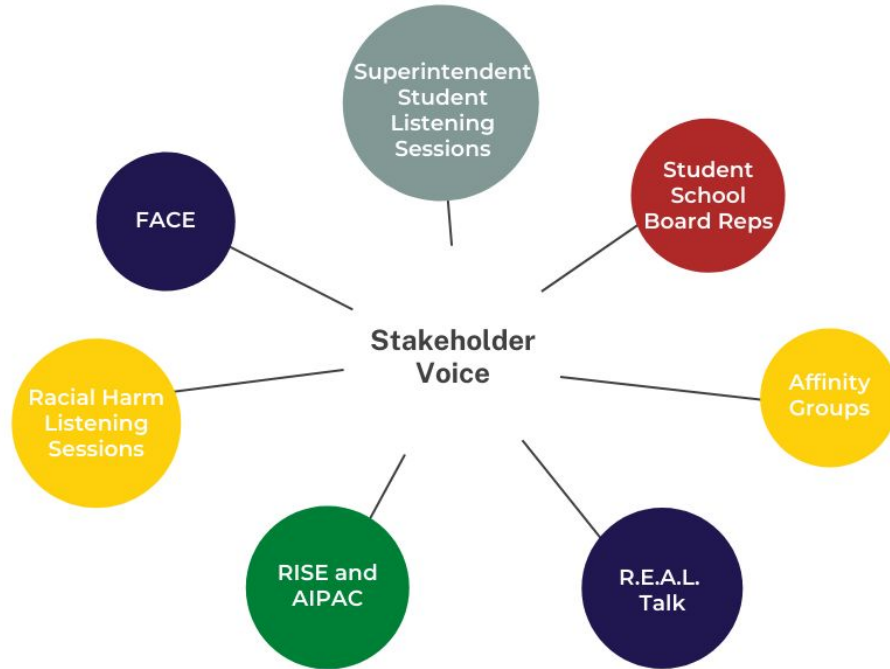 Superintendent
Student
Listening
Sessions
Student
School
Board Reps
FACE
Stakeholder
Voice
Affinity
Groups
Racial Harm
Listening
Sessions
RISE and
AIPAC
R.E.A.L.
Talk